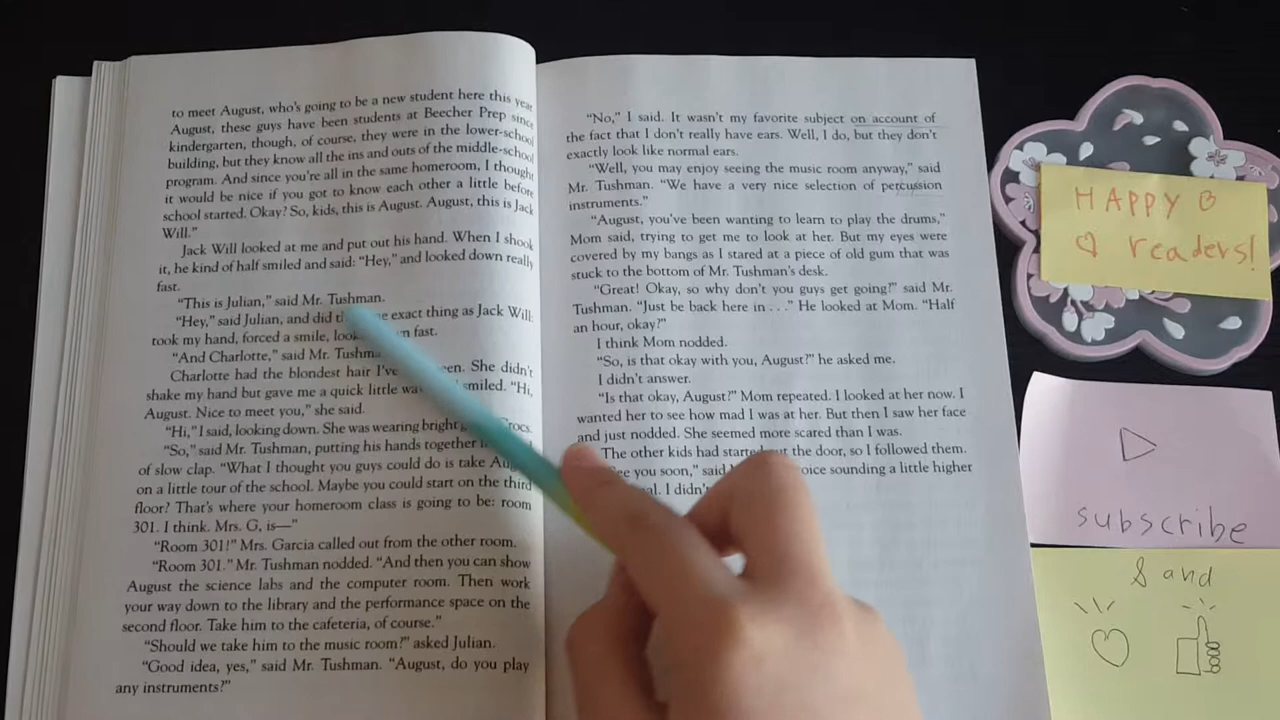 to meet August, who's going to be a new student here this year
August, these guys have been students at Beecher Prep since
kindergarten, though, of course, they were in the lower-school
building, but they know all the ins and outs of the middle-school
program. And since you're all in the same homeroom, I thought
it would be nice if you got to know each other a little before
school started. Okay? So, kids, this is August. August, this is Jack
Will."
Jack Will looked at me and put out his hand. When I shook
it, he kind of half smiled and said: "Hey," and looked down really
fast.
"This is Julian," said Mr. Tushman.
"Hey," said Julian, and did exact thing as Jack Will:
took my hand, forced a smile, fast.
"And Charlotte," said Mr.
Charlotte had the blondest hair She didn't
shake my hand but gave me a quick little smiled. "Hi,
August. Nice to meet you," she said.
"Hi," I said, looking down. She was wearing bright Crocs.
"So," said Mr. Tushman, putting his hands together
of slow clap. "What I thought you guys could do is take
on a little tour of the school. Maybe you could start on the third
floor? That's where your homeroom class is going to be: room
301. I think. Mrs. G, is—"
"Room 301!" Mrs. Garcia called out from the other room.
"Room 301." Mr. Tushman nodded. "And then you can show
August the science labs and the computer room. Then work
your way down to the library and the performance space on the
second floor. Take him to the cafeteria, of course."
"Should we take him to the music room?" asked Julian.
"Good idea, yes," said Mr. Tushman. "August, do you play
any instruments?"
"No," I said. It wasn't my favorite subject on account of
the fact that I don't really have ears. Well, I do, but they don't
exactly look like normal ears.
"Well, you may enjoy seeing the music room anyway," said
Mr. Tushman. "We have a very nice selection of percussion
instruments."
"August, you've been wanting to learn to play the drums,"
Mom said, trying to get me to look at her. But my eyes were
covered by my bangs as I stared at a piece of old gum that was
stuck to the bottom of Mr. Tushman's desk.
"Great! Okay, so why don't you guys get going?" said Mr.
Tushman. "Just be back here in . . ." He looked at Mom. "Half
an hour, okay?"
I think Mom nodded.
"So, is that okay with you, August?" he asked me.
I didn't answer.
"Is that okay, August?" Mom repeated. I looked at her now. I
wanted her to see how mad I was at her. But then I saw her face
and just nodded. She seemed more scared than I was.
The other kids had started out the door, so I followed them.
you soon," said sounding a little higher
I didn't
HAPPY
readers!
subscribe
& and